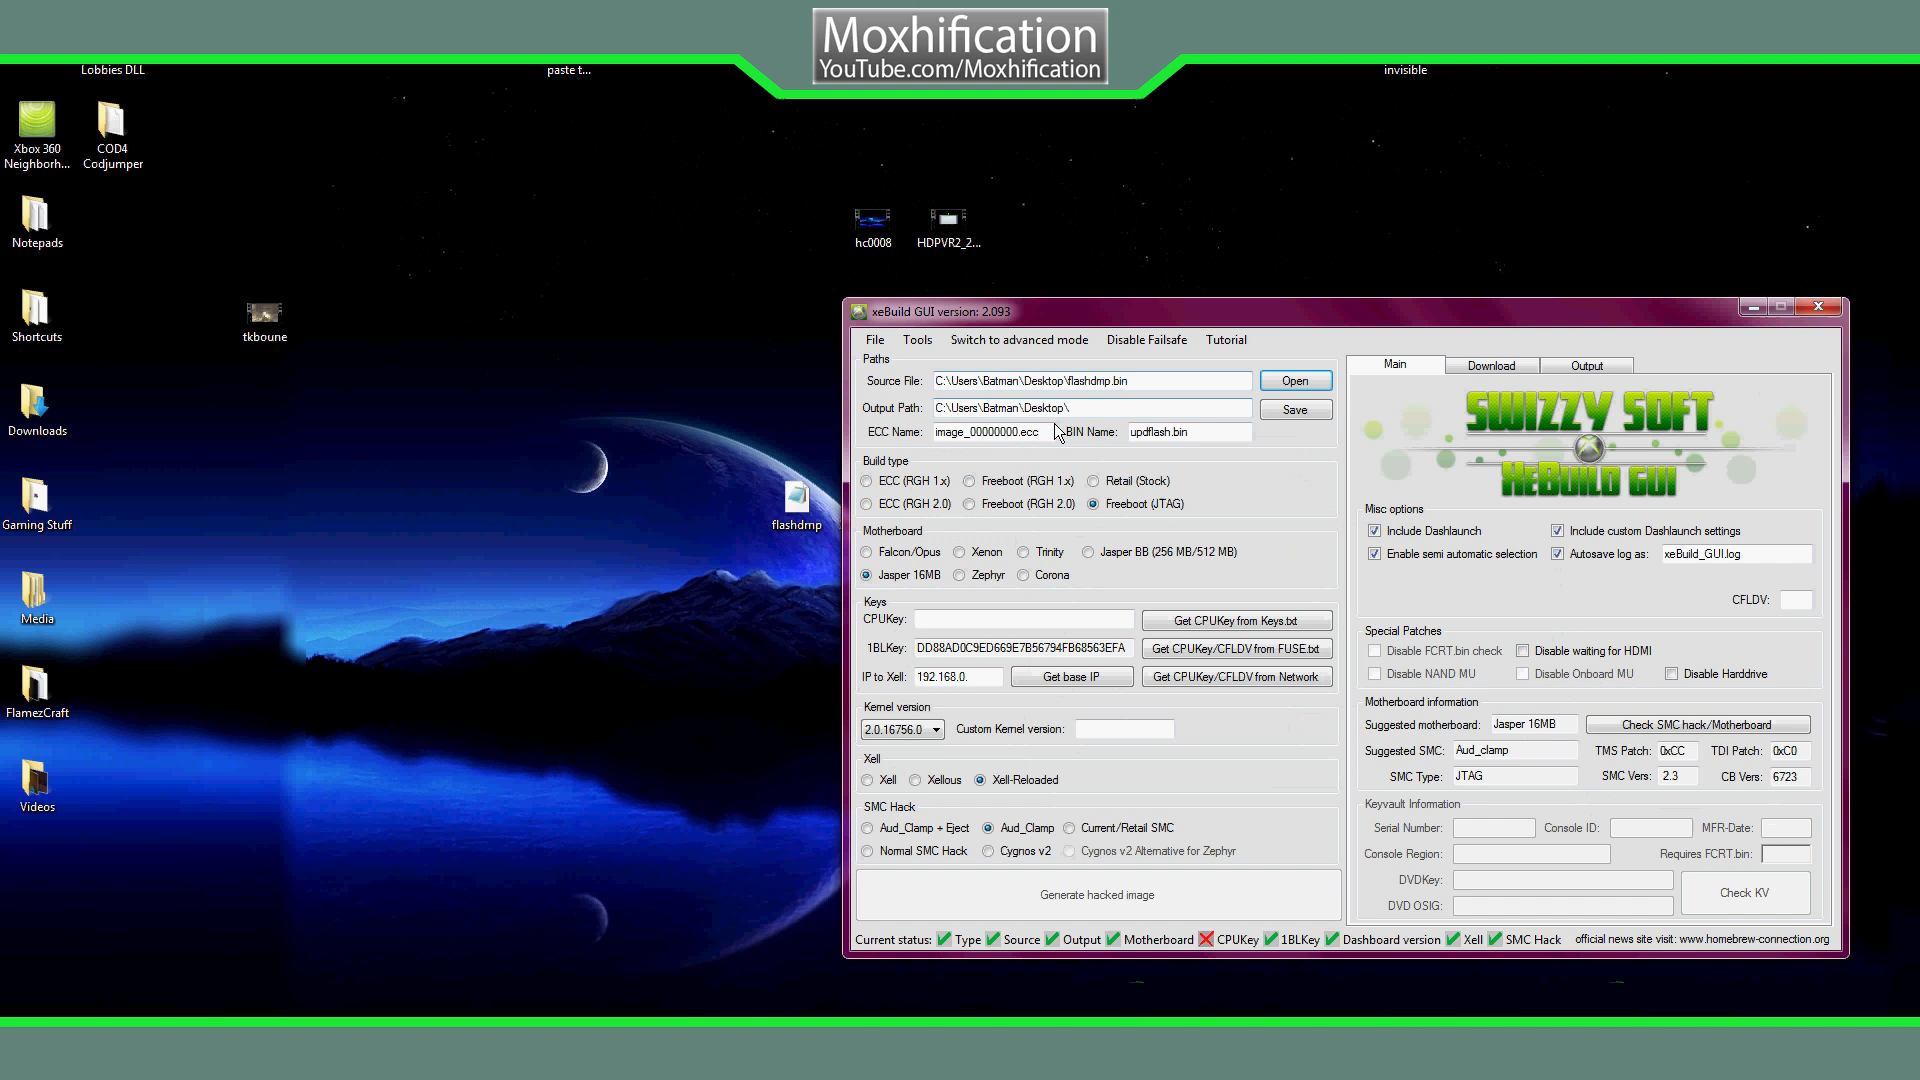 Moxhification
YouTube.com/Moxhification
Lobbies DLL
paste t...
invisible
Xbox 360
Neighborh...
COD4
Codjumper
Notepads
hc0008
HDPVR2_2...
Shortcuts
tkboune
Downloads
Gaming Stuff
flashdmp
Media
FlamezCraft
Videos
xeBuild GUI version: 2.093
File Tools Switch to advanced mode Disable Failsafe Tutorial
Paths
Source File: C:\Users\Batman\Desktop\flashdmp.bin Open
Output Path: C:\Users\Batman\Desktop\ Save
ECC Name: image_00000000.ecc BIN Name: updflash.bin
Build type
ECC (RGH 1.x) Freeboot (RGH 1.x) Retail (Stock)
ECC (RGH 2.0) Freeboot (RGH 2.0) Freeboot (JTAG)
Motherboard
Falcon/Opus Xenon Trinity Jasper BB (256 MB/512 MB)
Jasper 16MB Zephyr Corona
Keys
CPUKey: Get CPUKey from Keys.txt
1BLKey: DD88AD0C9ED669E7B56794FB68563EFA Get CPUKey/CFLDV from FUSE.txt
IP to Xell: 192.168.0. Get base IP Get CPUKey/CFLDV from Network
Kernel version
2.0.16756.0 Custom Kernel version:
Xell
Xell Xellous Xell-Reloaded
SMC Hack
Aud_Clamp + Eject Aud_Clamp Current/Retail SMC
Normal SMC Hack Cygnos v2 Cygnos v2 Alternative for Zephyr
Generate hacked image
Main Download Output
SWIZZY SOFT
XEBUILD GUI
Misc options
Include Dashlaunch Include custom Dashlaunch settings
Enable semi automatic selection Autosave log as: xeBuild_GUI.log
CFLDV:
Special Patches
Disable FCRT.bin check Disable waiting for HDMI
Disable NAND MU Disable Onboard MU Disable Harddrive
Motherboard information
Suggested motherboard: Jasper 16MB Check SMC hack/Motherboard
Suggested SMC: Aud_clamp TMS Patch: 0xCC TDI Patch: 0xC0
SMC Type: JTAG SMC Vers: 2.3 CB Vers: 6723
Keyvault Information
Serial Number: Console ID: MFR-Date:
Console Region: Requires FCRT.bin:
DVDKey:
DVD OSIG: Check KV
Current status: Type Source Output Motherboard CPUKey 1BLKey Dashboard version Xell SMC Hack official news site visit: www.homebrew-connection.org